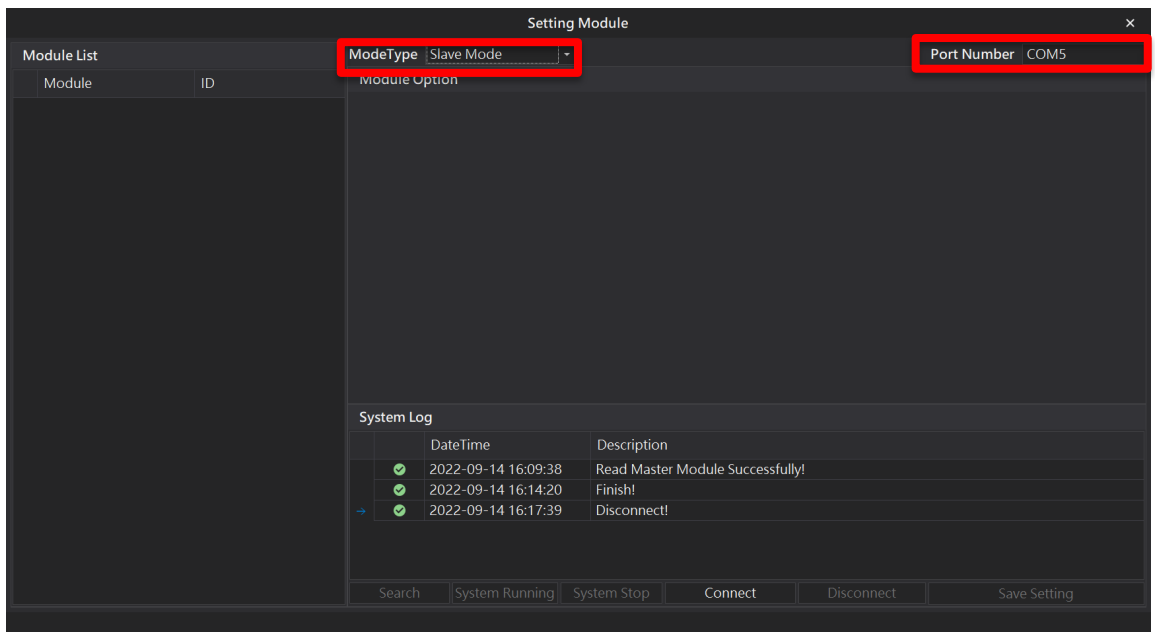 Setting Module
Module List
ModeType Slave Mode
Port Number COM5
Module ID
Module Option
System Log
DateTime Description
2022-09-14 16:09:38 Read Master Module Successfully!
2022-09-14 16:14:20 Finish!
2022-09-14 16:17:39 Disconnect!
Search System Running System Stop Connect Disconnect Save Setting